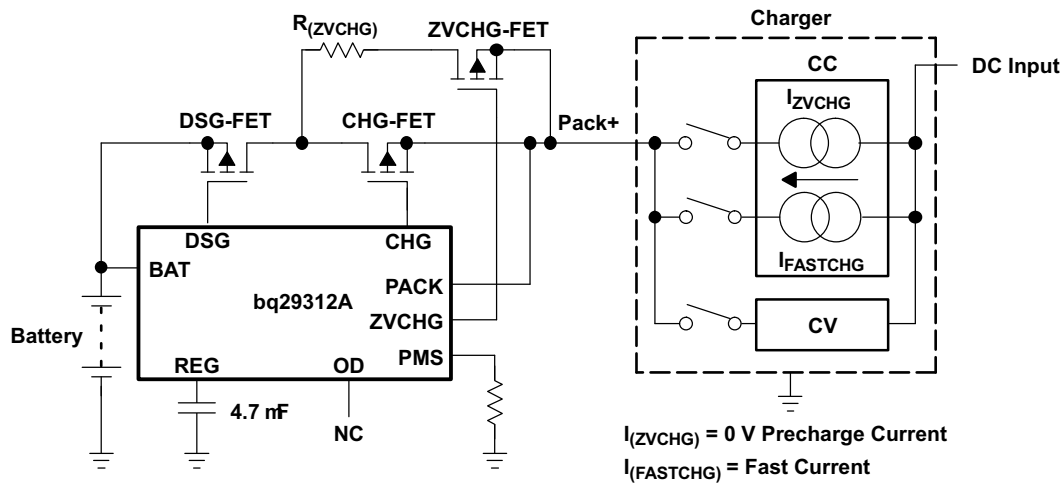 Charger
R(ZVCHG)
ZVCHG-FET
CC
DC Input
IZVCHG
DSG-FET
CHG-FET
Pack+
DSG
CHG
BAT
IFASTCHG
PACK
bq29312A
ZVCHG
CV
Battery
PMS
REG
OD
4.7 mF
NC
I(ZVCHG) = 0 V Precharge Current
I(FASTCHG) = Fast Current